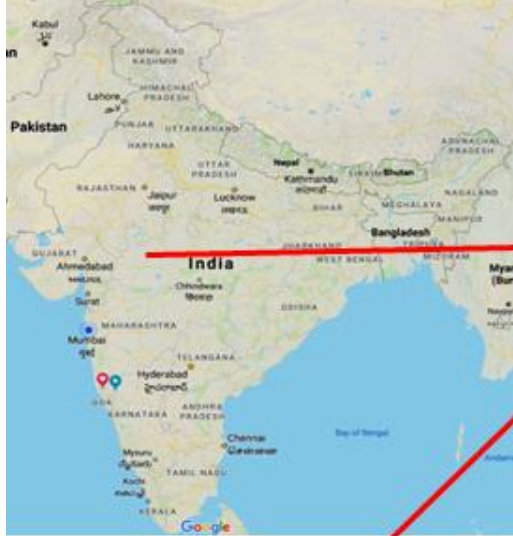 Kabul
JAMMU AND
KASHMIR
HIMACHAL
PRADESH
Lahore
Pakistan
PUNJAB
UTTARAKHAND
HARYANA
ARUNACHAL
PRADESH
UTTAR
PRADESH
Nepal
Kathmandu
SIKKIM
Bhutan
NAGALAND
RAJASTHAN
Jaipur
Lucknow
BIHAR
MEGHALAYA
MANIPUR
Bangladesh
TRIPURA
MIZORAM
JHARKHAND
WEST BENGAL
GUJARAT
Ahmedabad
India
Chhindwara
Surat
ODISHA
MAHARASHTRA
Mumbai
मुंबई
TELANGANA
Hyderabad
GOA
KARNATAKA
ANDHRA
PRADESH
Bay of Bengal
Chennai
Mysuru
TAMIL NADU
Kochi
KERALA
Google